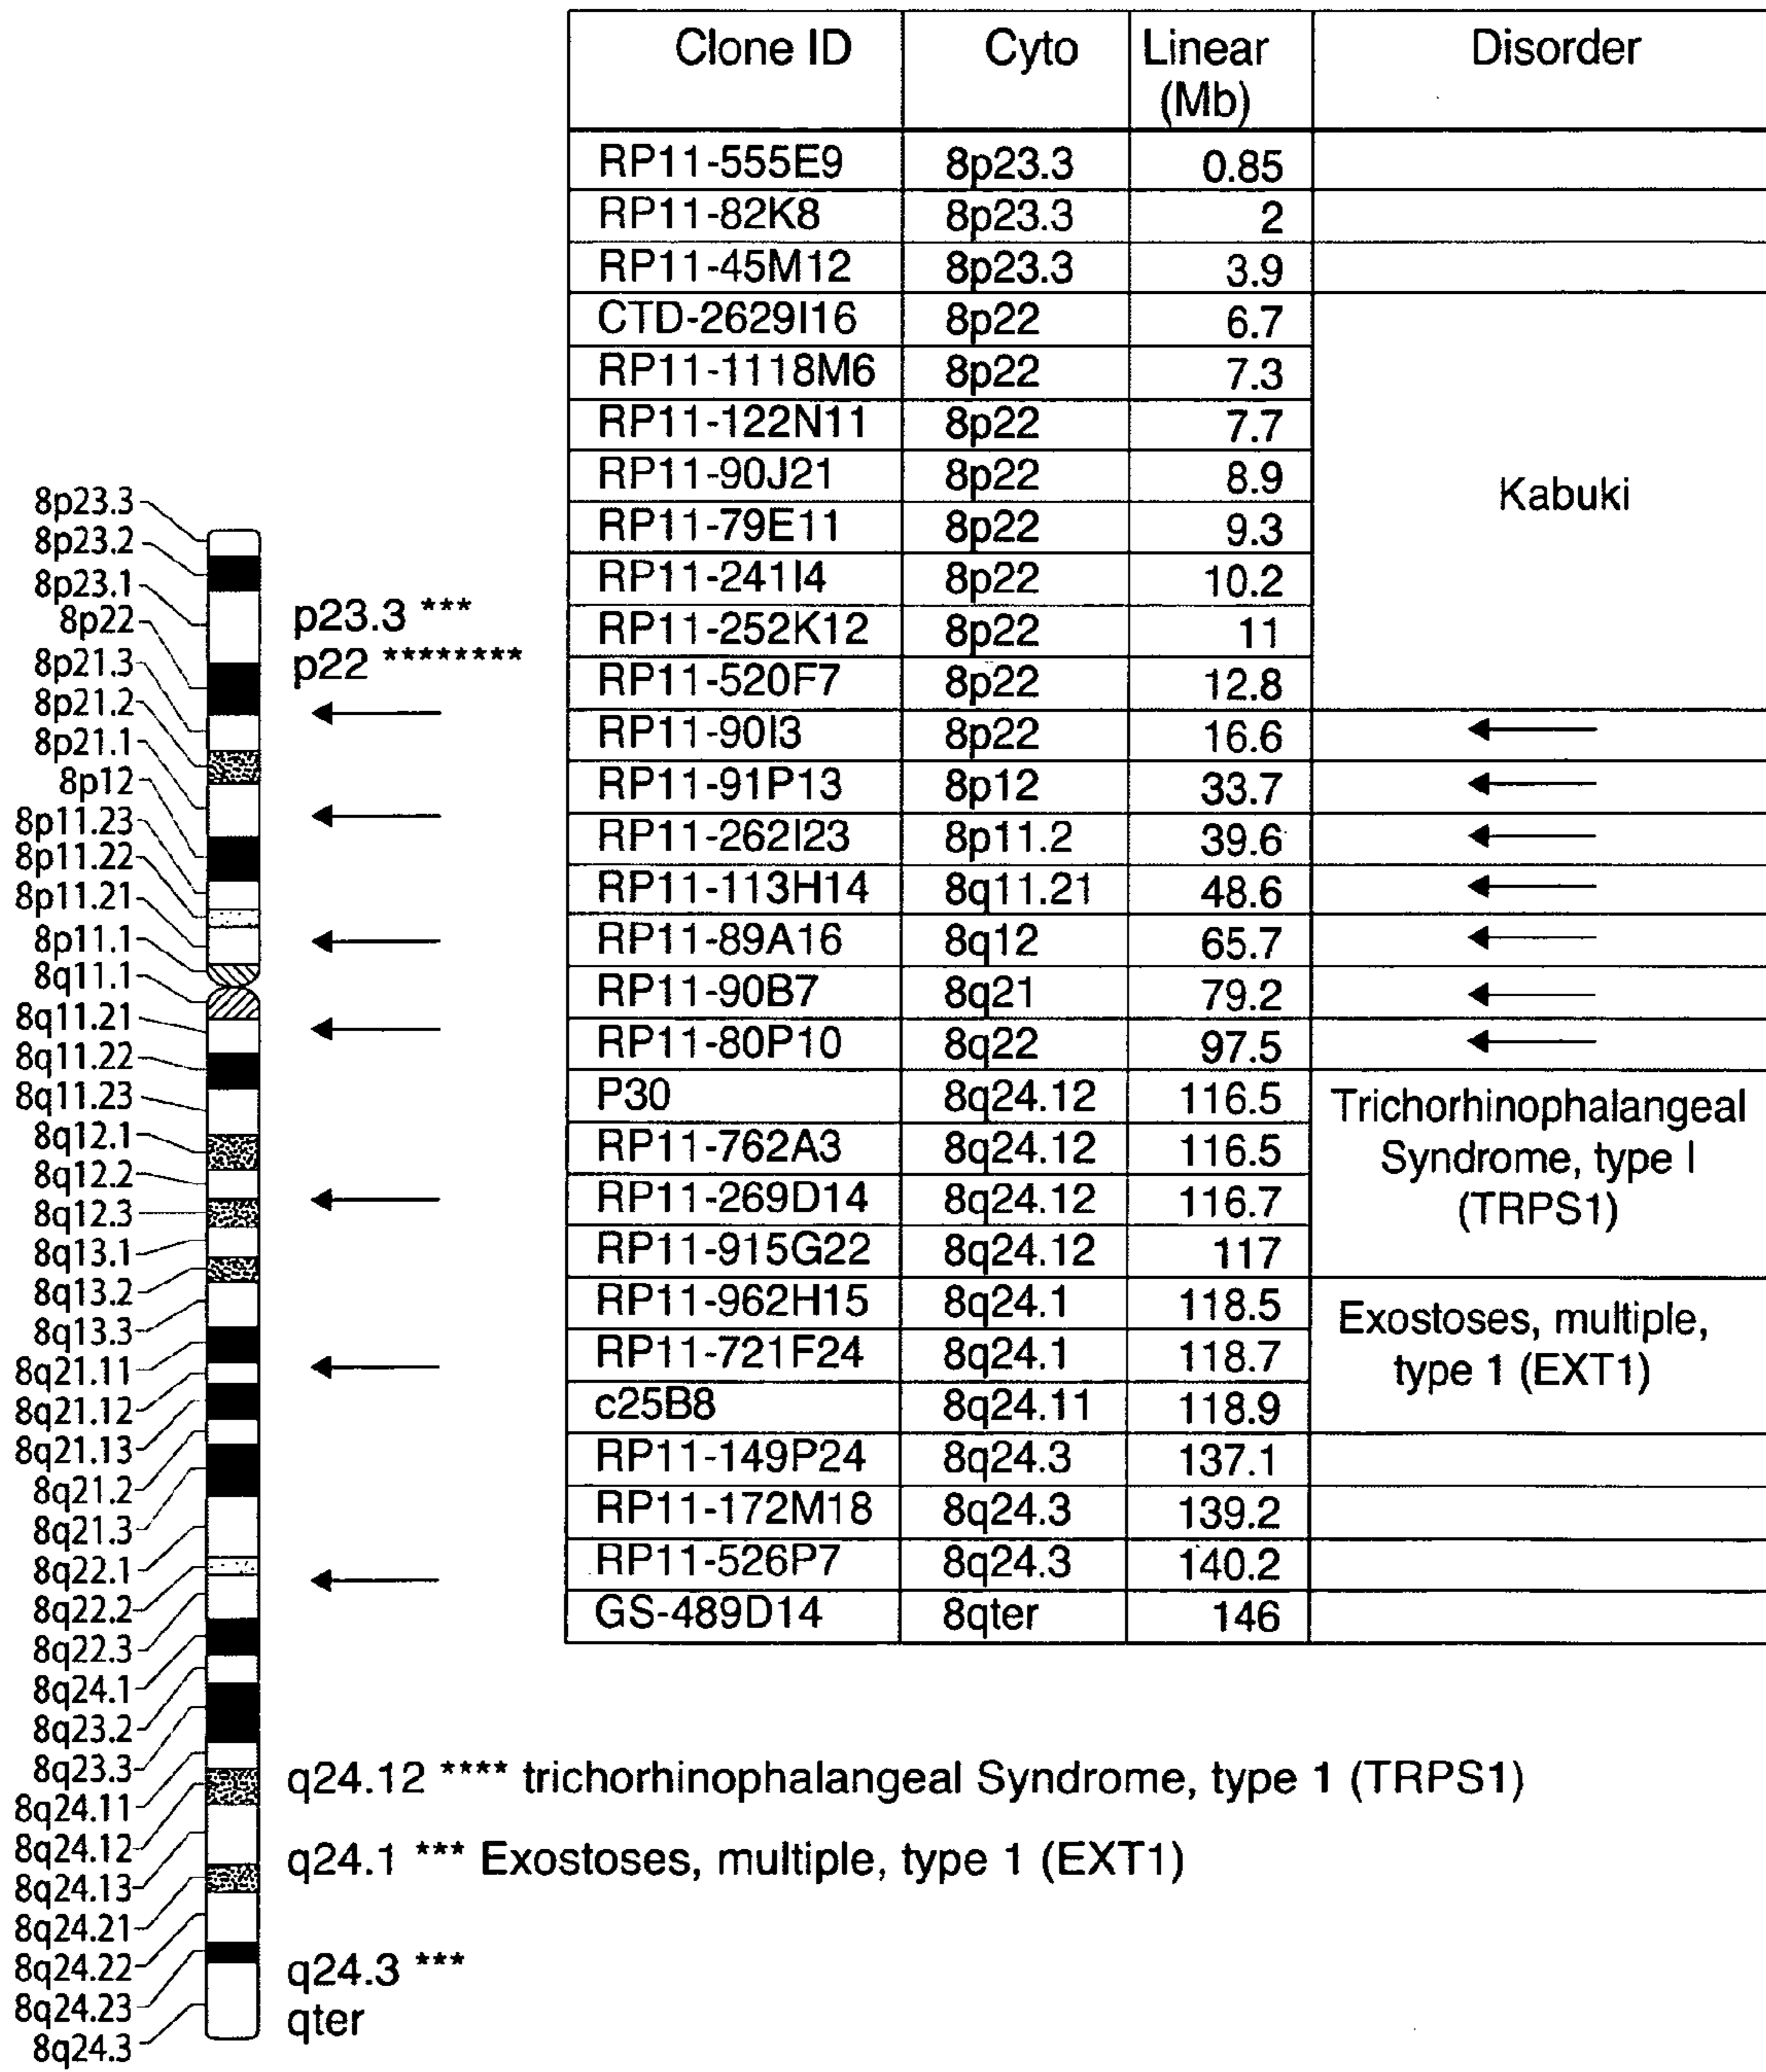 Clone ID Cyto Linear (Mb) Disorder
RP11-555E9 8p23.3 0.85
RP11-82K8 8p23.3 2
RP11-45M12 8p23.3 3.9
CTD-2629I16 8p22 6.7
RP11-1118M6 8p22 7.3
RP11-122N11 8p22 7.7
RP11-90J21 8p22 8.9
Kabuki
RP11-79E11 8p22 9.3
RP11-241I4 8p22 10.2
RP11-252K12 8p22 11
RP11-520F7 8p22 12.8
RP11-90I3 8p22 16.6
RP11-91P13 8p12 33.7
RP11-262I23 8p11.2 39.6
RP11-113H14 8q11.21 48.6
RP11-89A16 8q12 65.7
RP11-90B7 8q21 79.2
RP11-80P10 8q22 97.5
P30 8q24.12 116.5
RP11-762A3 8q24.12 116.5
RP11-269D14 8q24.12 116.7
RP11-915G22 8q24.12 117
Trichorhinophalangeal
Syndrome, type I
(TRPS1)
RP11-962H15 8q24.1 118.5
RP11-721F24 8q24.1 118.7
c25B8 8q24.11 118.9
Exostoses, multiple,
type 1 (EXT1)
RP11-149P24 8q24.3 137.1
RP11-172M18 8q24.3 139.2
RP11-526P7 8q24.3 140.2
GS-489D14 8qter 146
8p23.3
8p23.2
8p23.1
8p22
8p21.3
8p21.2
8p21.1
8p12
8p11.23
8p11.22
8p11.21
8p11.1
8q11.1
8q11.21
8q11.22
8q11.23
8q12.1
8q12.2
8q12.3
8q13.1
8q13.2
8q13.3
8q21.11
8q21.12
8q21.13
8q21.2
8q21.3
8q22.1
8q22.2
8q22.3
8q24.1
8q23.2
8q23.3
8q24.11
8q24.12
8q24.13
8q24.21
8q24.22
8q24.23
8q24.3
p23.3 ***
p22 ********
q24.12 **** trichorhinophalangeal Syndrome, type 1 (TRPS1)
q24.1 *** Exostoses, multiple, type 1 (EXT1)
q24.3 ***
qter